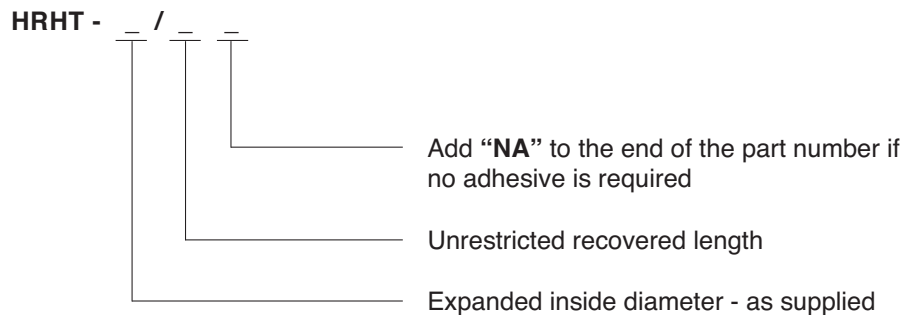 HRHT - _ / _ _
Add “NA” to the end of the part number if
no adhesive is required
Unrestricted recovered length
Expanded inside diameter - as supplied